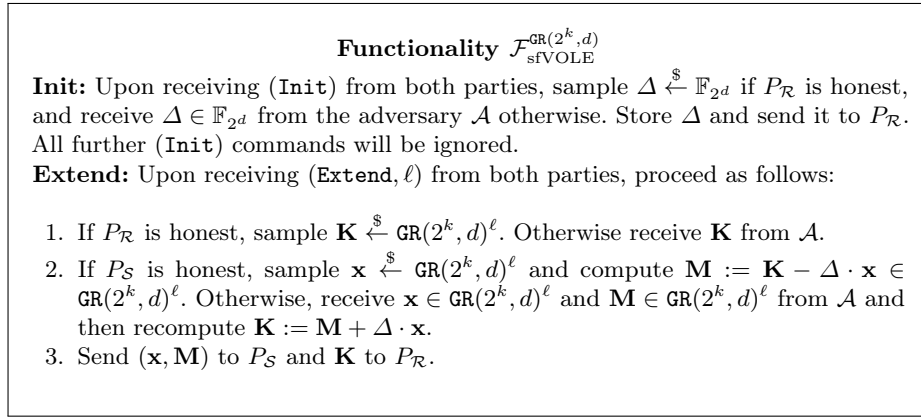 Functionality $\mathcal{F}_{\text{sfVOLE}}^{\texttt{GR}(2^k,d)}$
Init: Upon receiving (Init) from both parties, sample $\Delta \xleftarrow{\$} \mathbb{F}_{2^d}$ if $P_{\mathcal{R}}$ is honest,
and receive $\Delta \in \mathbb{F}_{2^d}$ from the adversary $\mathcal{A}$ otherwise. Store $\Delta$ and send it to $P_{\mathcal{R}}$.
All further (Init) commands will be ignored.
Extend: Upon receiving (Extend, $\ell$) from both parties, proceed as follows:
1. If $P_{\mathcal{R}}$ is honest, sample $\mathbf{K} \xleftarrow{\$} \texttt{GR}(2^k,d)^\ell$. Otherwise receive $\mathbf{K}$ from $\mathcal{A}$.
2. If $P_{\mathcal{S}}$ is honest, sample $\mathbf{x} \xleftarrow{\$} \texttt{GR}(2^k,d)^\ell$ and compute $\mathbf{M} := \mathbf{K} - \Delta \cdot \mathbf{x} \in$
$\texttt{GR}(2^k,d)^\ell$. Otherwise, receive $\mathbf{x} \in \texttt{GR}(2^k,d)^\ell$ and $\mathbf{M} \in \texttt{GR}(2^k,d)^\ell$ from $\mathcal{A}$ and
then recompute $\mathbf{K} := \mathbf{M} + \Delta \cdot \mathbf{x}$.
3. Send $(\mathbf{x}, \mathbf{M})$ to $P_{\mathcal{S}}$ and $\mathbf{K}$ to $P_{\mathcal{R}}$.